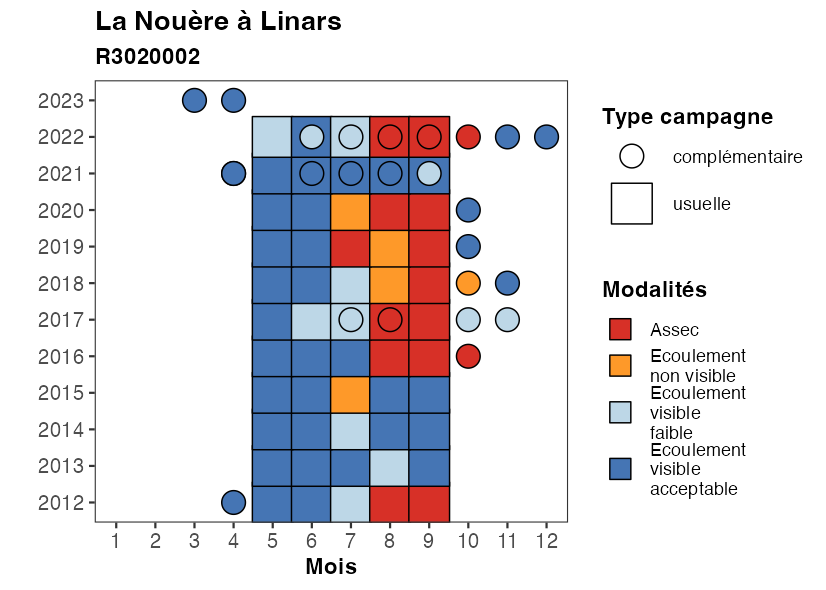 La Nouère à Linars
R3020002
2023
2022
2021
2020
2019
2018
2017
2016
2015
2014
2013
2012
1 2 3 4 5 6 7 8 9 10 11 12
Mois
Type campagne
complémentaire
usuelle
Modalités
Assec
Ecoulement
non visible
Ecoulement
visible
faible
Ecoulement
visible
acceptable